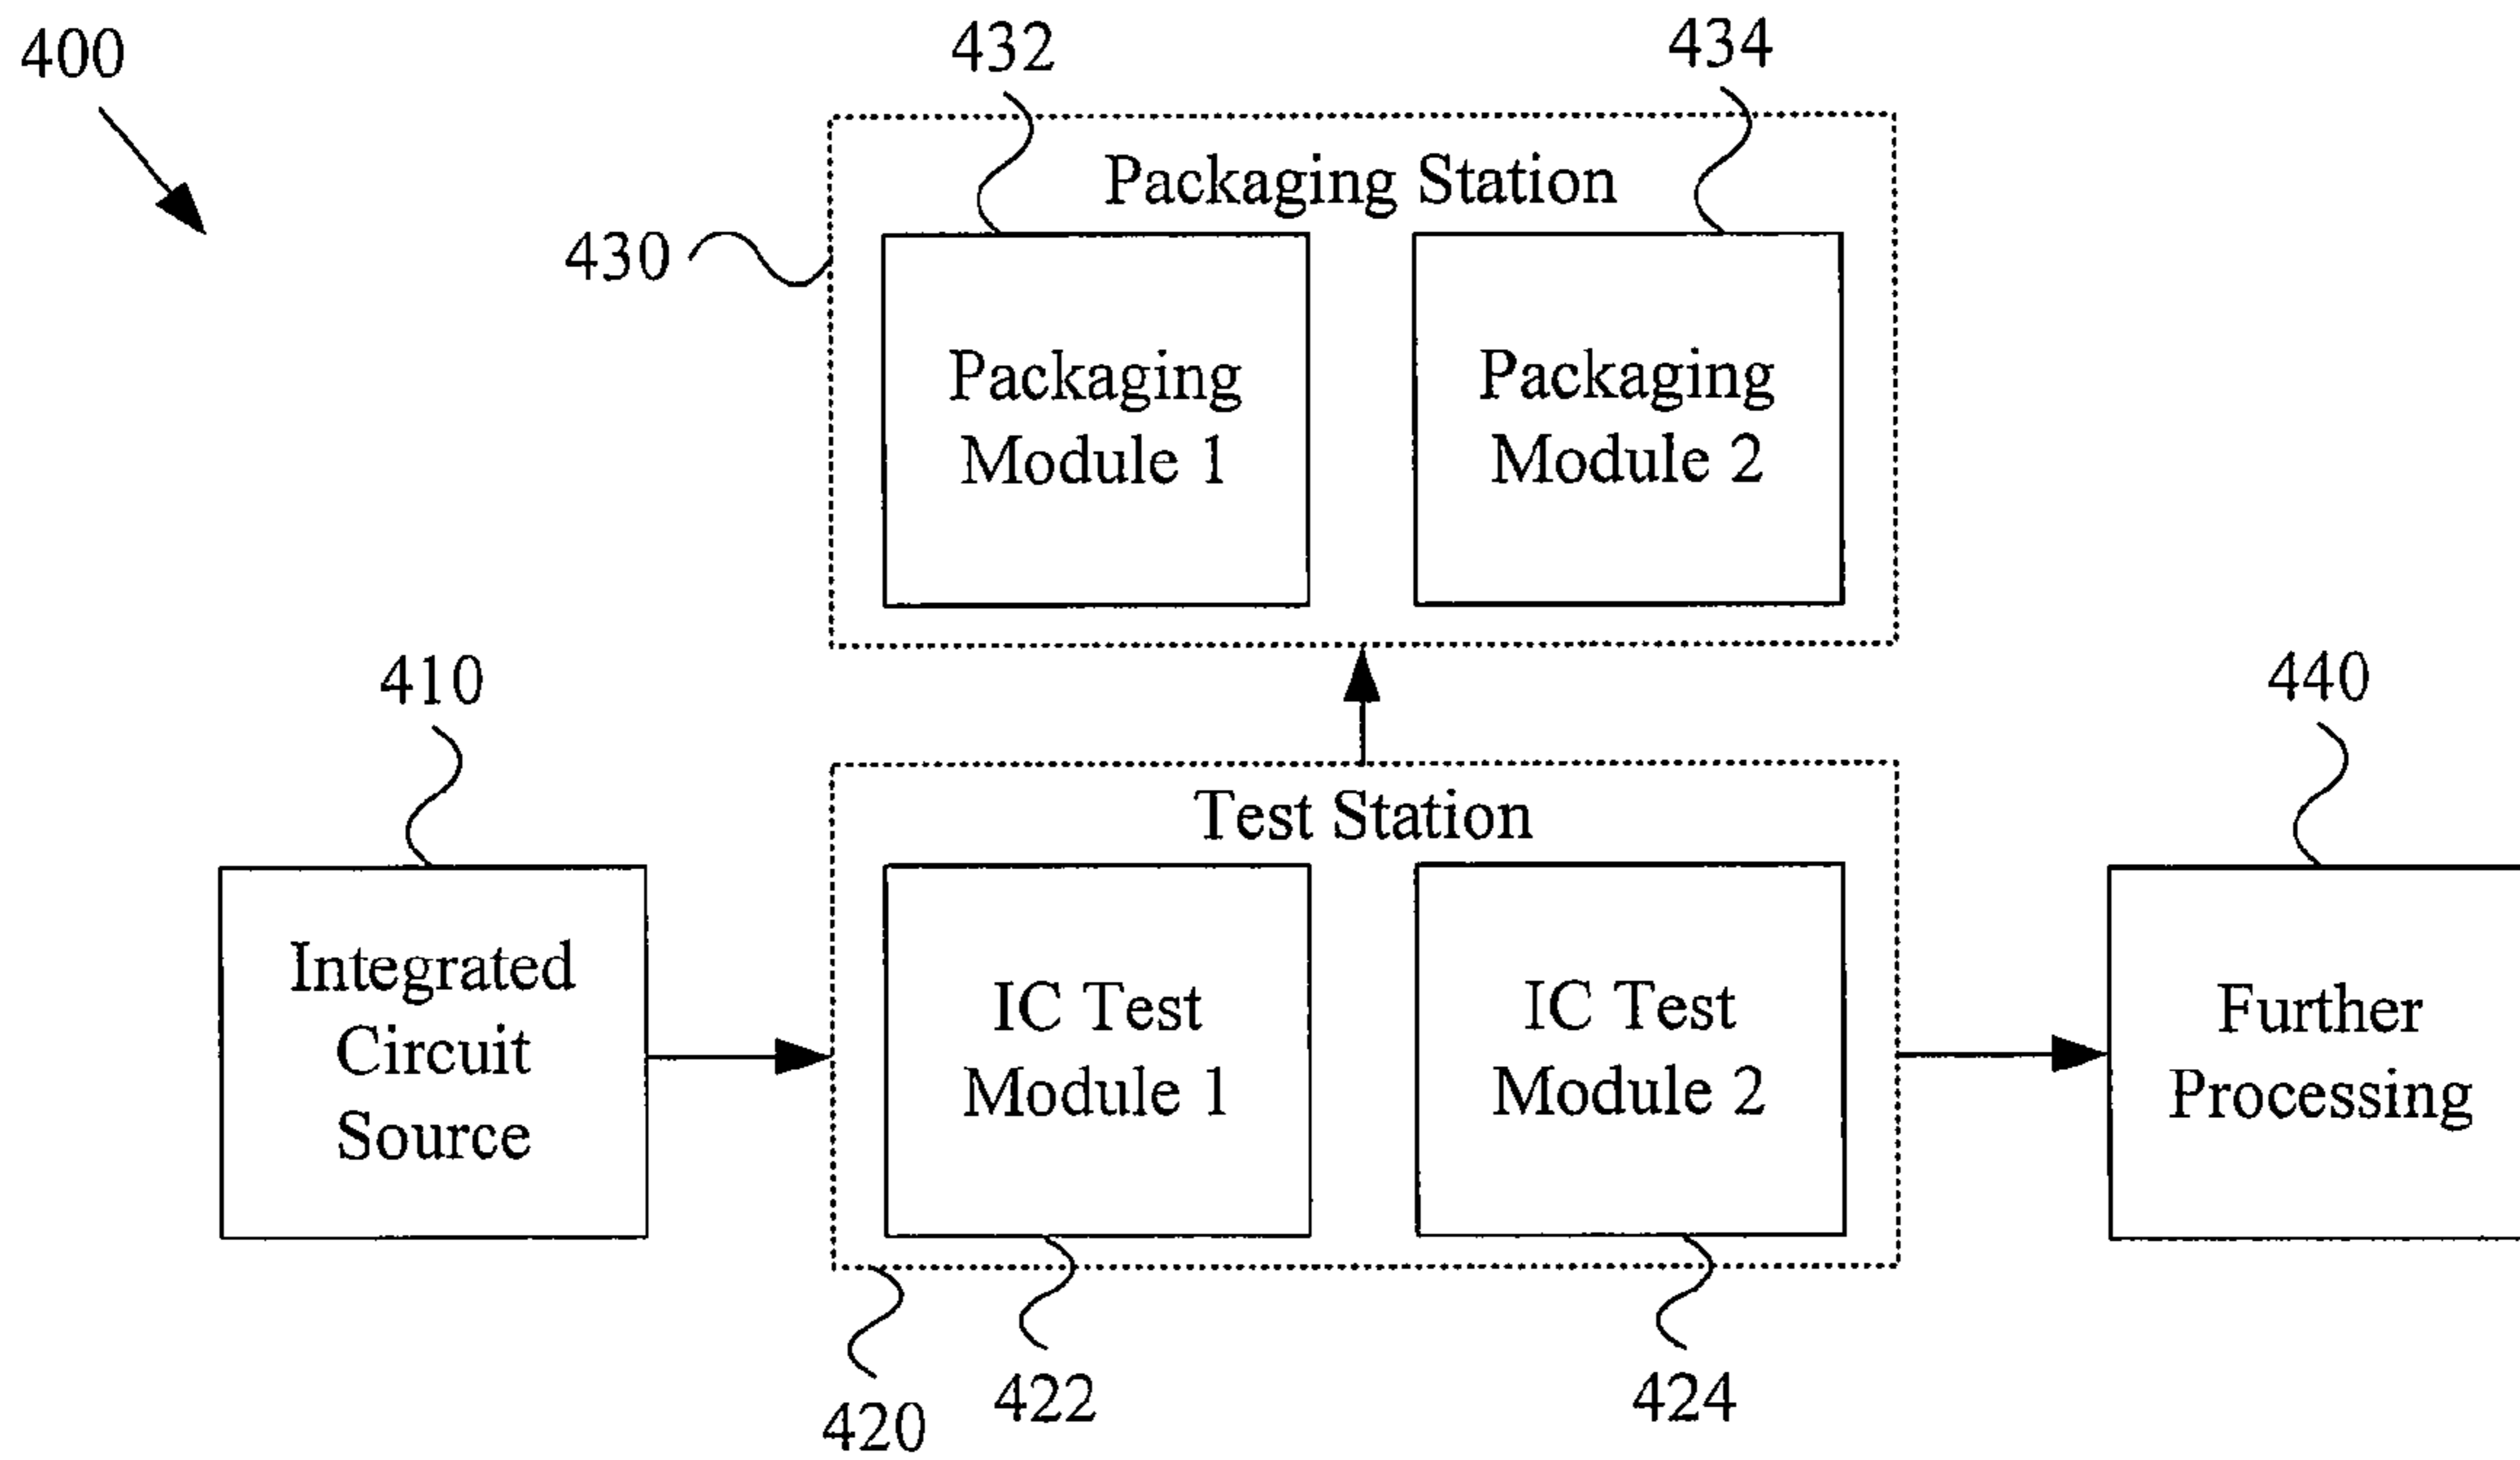 400
432
434
Packaging Station
430
Packaging
Module 1
Packaging
Module 2
410
440
Test Station
Integrated
Circuit
Source
IC Test
Module 1
IC Test
Module 2
Further
Processing
420
422
424